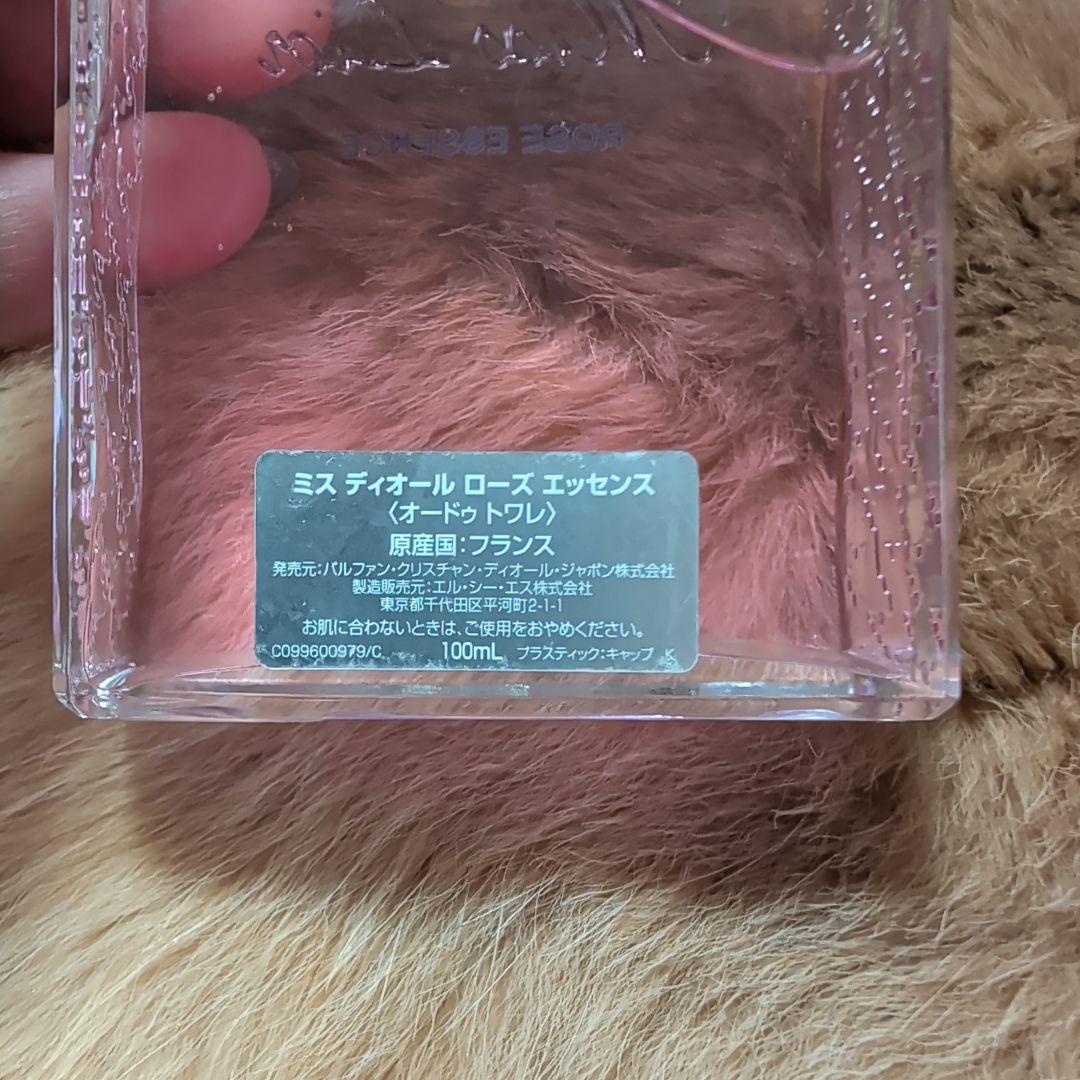 Miss Dior
ROSE ESSENCE
ミス ディオール ローズ エッセンス
〈オードゥ トワレ〉
原産国:フランス
発売元:パルファン・クリスチャン・ディオール・ジャポン株式会社
製造販売元:エル・シー・エス株式会社
東京都千代田区平河町2-1-1
お肌に合わないときは、ご使用をおやめください。
C099600979/C 100mL プラスティック:キャップ K